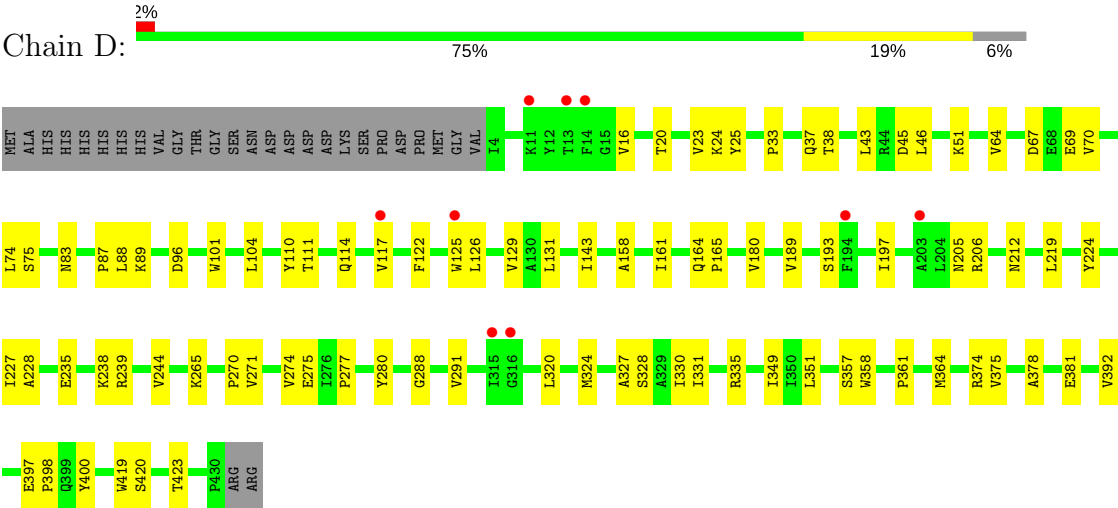 2%
Chain D:
75% 19% 6%
MET ALA HIS HIS HIS HIS HIS HIS VAL GLY THR GLY SER ASN ASP ASP ASP ASP LYS SER PRO ASP PRO MET GLY VAL I4 K11 Y12 T13 F14 G15 V16 T20 V23 K24 Y25 P33 Q37 T38 L43 R44 D45 L46 K51 V64 D67 E68 E69 V70
L74 S75 N83 P87 L88 K89 D96 W101 L104 Y110 T111 Q114 V117 F122 W125 L126 V129 A130 L131 I143 A158 I161 Q164 P165 V180 V189 S193 F194 I197 A203 L204 N205 R206 N212 L219 Y224
I227 A228 E235 K238 R239 V244 K265 P270 V271 V274 E275 I276 P277 Y280 G288 V291 I315 G316 L320 M324 A327 S328 A329 I330 I331 R335 I349 I350 L351 S357 W358 P361 M364 R374 V375 A378 E381 V392
E397 P398 Q399 Y400 W419 S420 T423 P430 ARG ARG